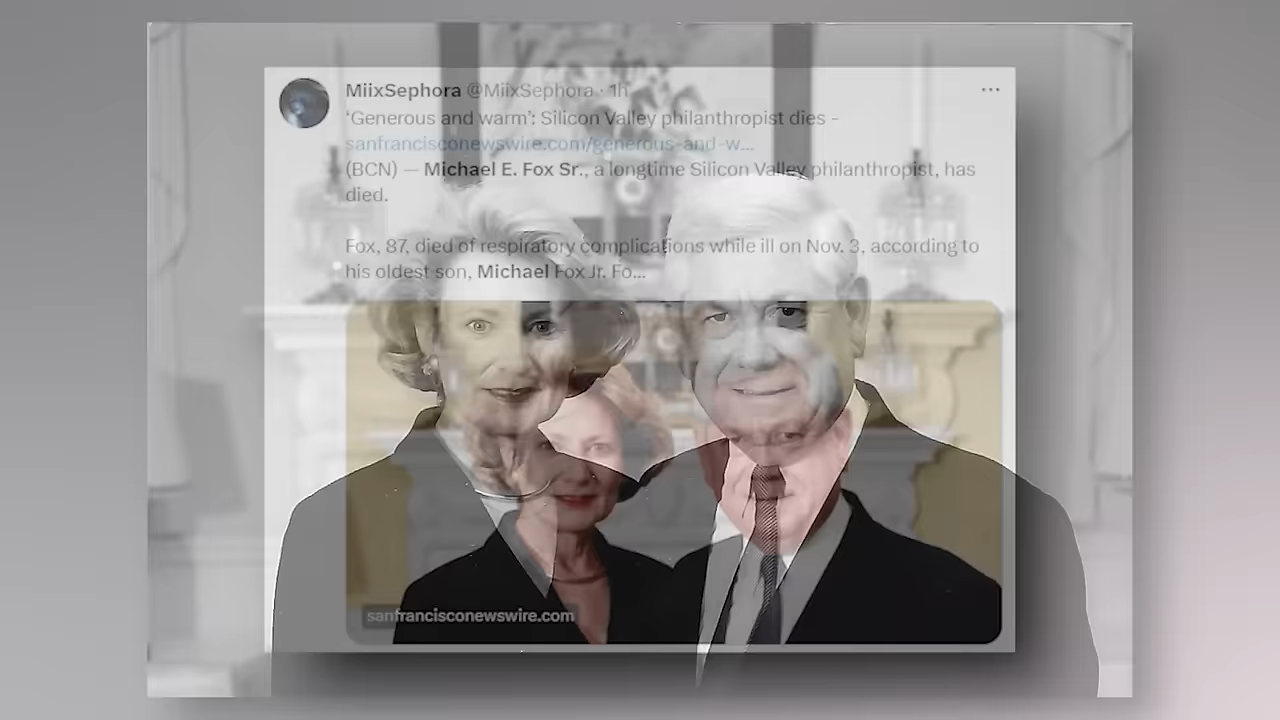 MiixSephora @MiixSephora · 1h
‘Generous and warm’: Silicon Valley philanthropist dies -
sanfrancisconewswire.com/generous-and-w...
(BCN) — Michael E. Fox Sr., a longtime Silicon Valley philanthropist, has
died.
Fox, 87, died of respiratory complications while ill on Nov. 3, according to
his oldest son, Michael Fox Jr. Fo...
sanfrancisconewswire.com